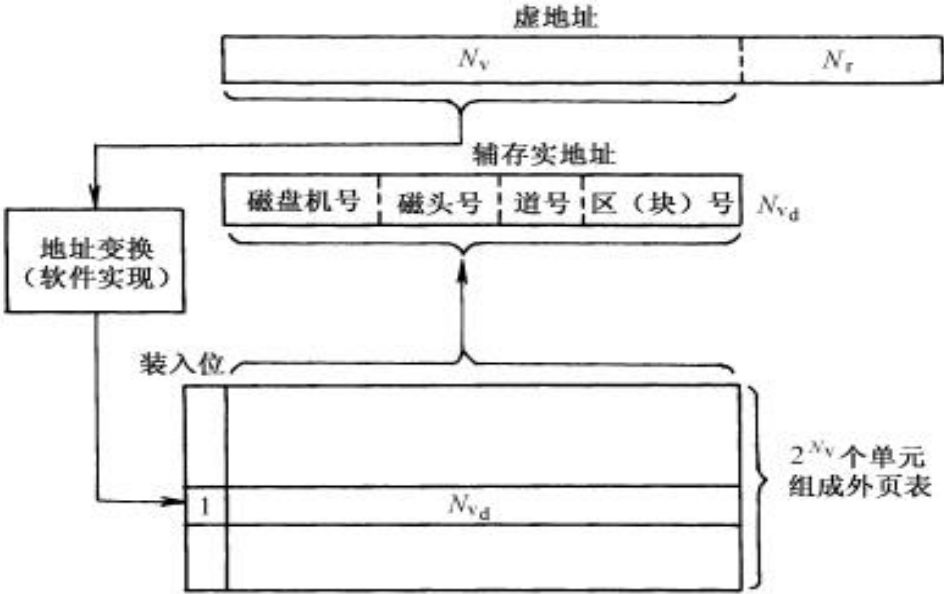 虚地址
Nv Nr
辅存实地址
磁盘机号 磁头号 道号 区（块）号 Nvd
地址变换
（软件实现）
装入位
2^Nv个单元
组成外页表
1 Nvd